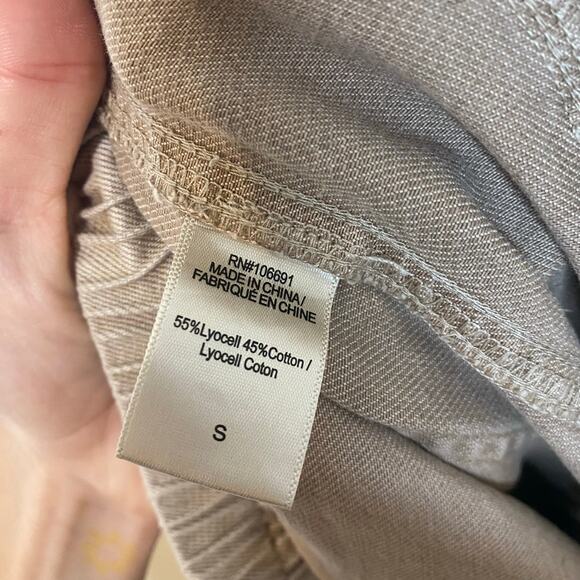 RN#106691
MADE IN CHINA/
FABRIQUÉ EN CHINE
55%Lyocell 45%Cotton/
Lyocell Coton
S